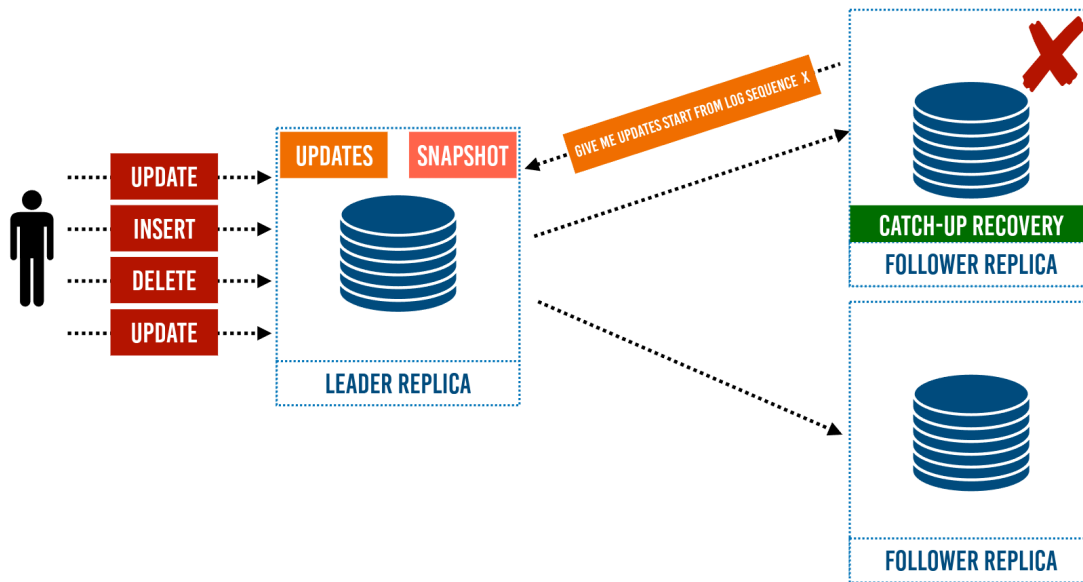 GIVE ME UPDATES START FROM LOG SEQUENCE X
UPDATES
SNAPSHOT
UPDATE
INSERT
DELETE
UPDATE
LEADER REPLICA
CATCH-UP RECOVERY
FOLLOWER REPLICA
FOLLOWER REPLICA